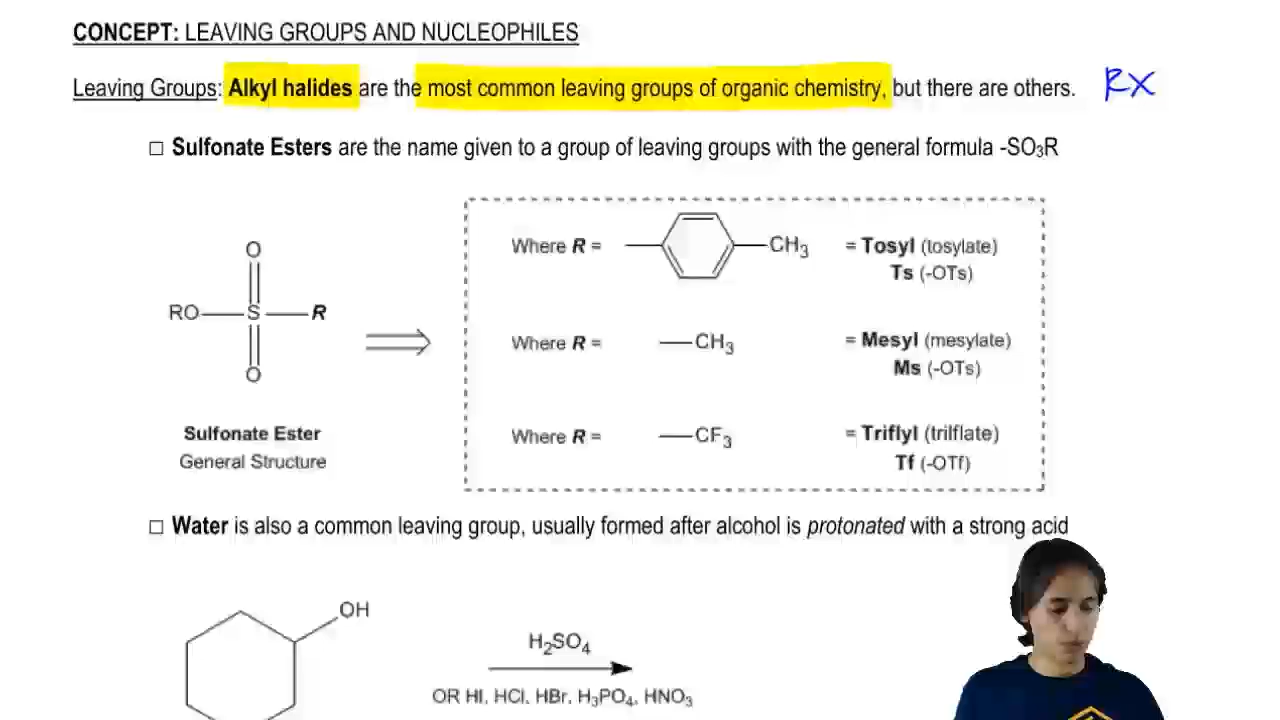 CONCEPT: LEAVING GROUPS AND NUCLEOPHILES
Leaving Groups: Alkyl halides are the most common leaving groups of organic chemistry, but there are others. RX
□ Sulfonate Esters are the name given to a group of leaving groups with the general formula -SO₃R
O
RO S R
O
Sulfonate Ester
General Structure
Where R = CH₃ = Tosyl (tosylate)
Ts (-OTs)
Where R = CH₃ = Mesyl (mesylate)
Ms (-OTs)
Where R = CF₃ = Triflyl (trilflate)
Tf (-OTf)
□ Water is also a common leaving group, usually formed after alcohol is protonated with a strong acid
OH
H₂SO₄
OR HI, HCl, HBr, H₃PO₄, HNO₃